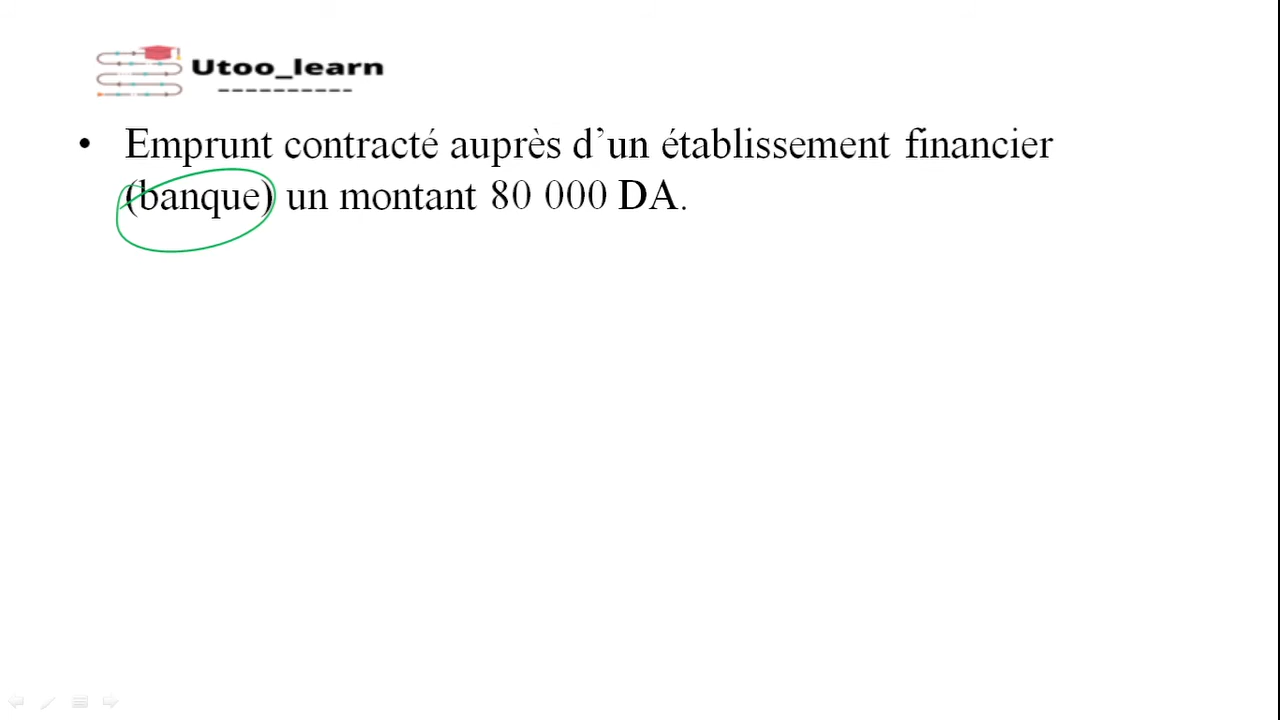 Utoo_learn
• Emprunt contracté auprès d’un établissement financier
(banque) un montant 80 000 DA.